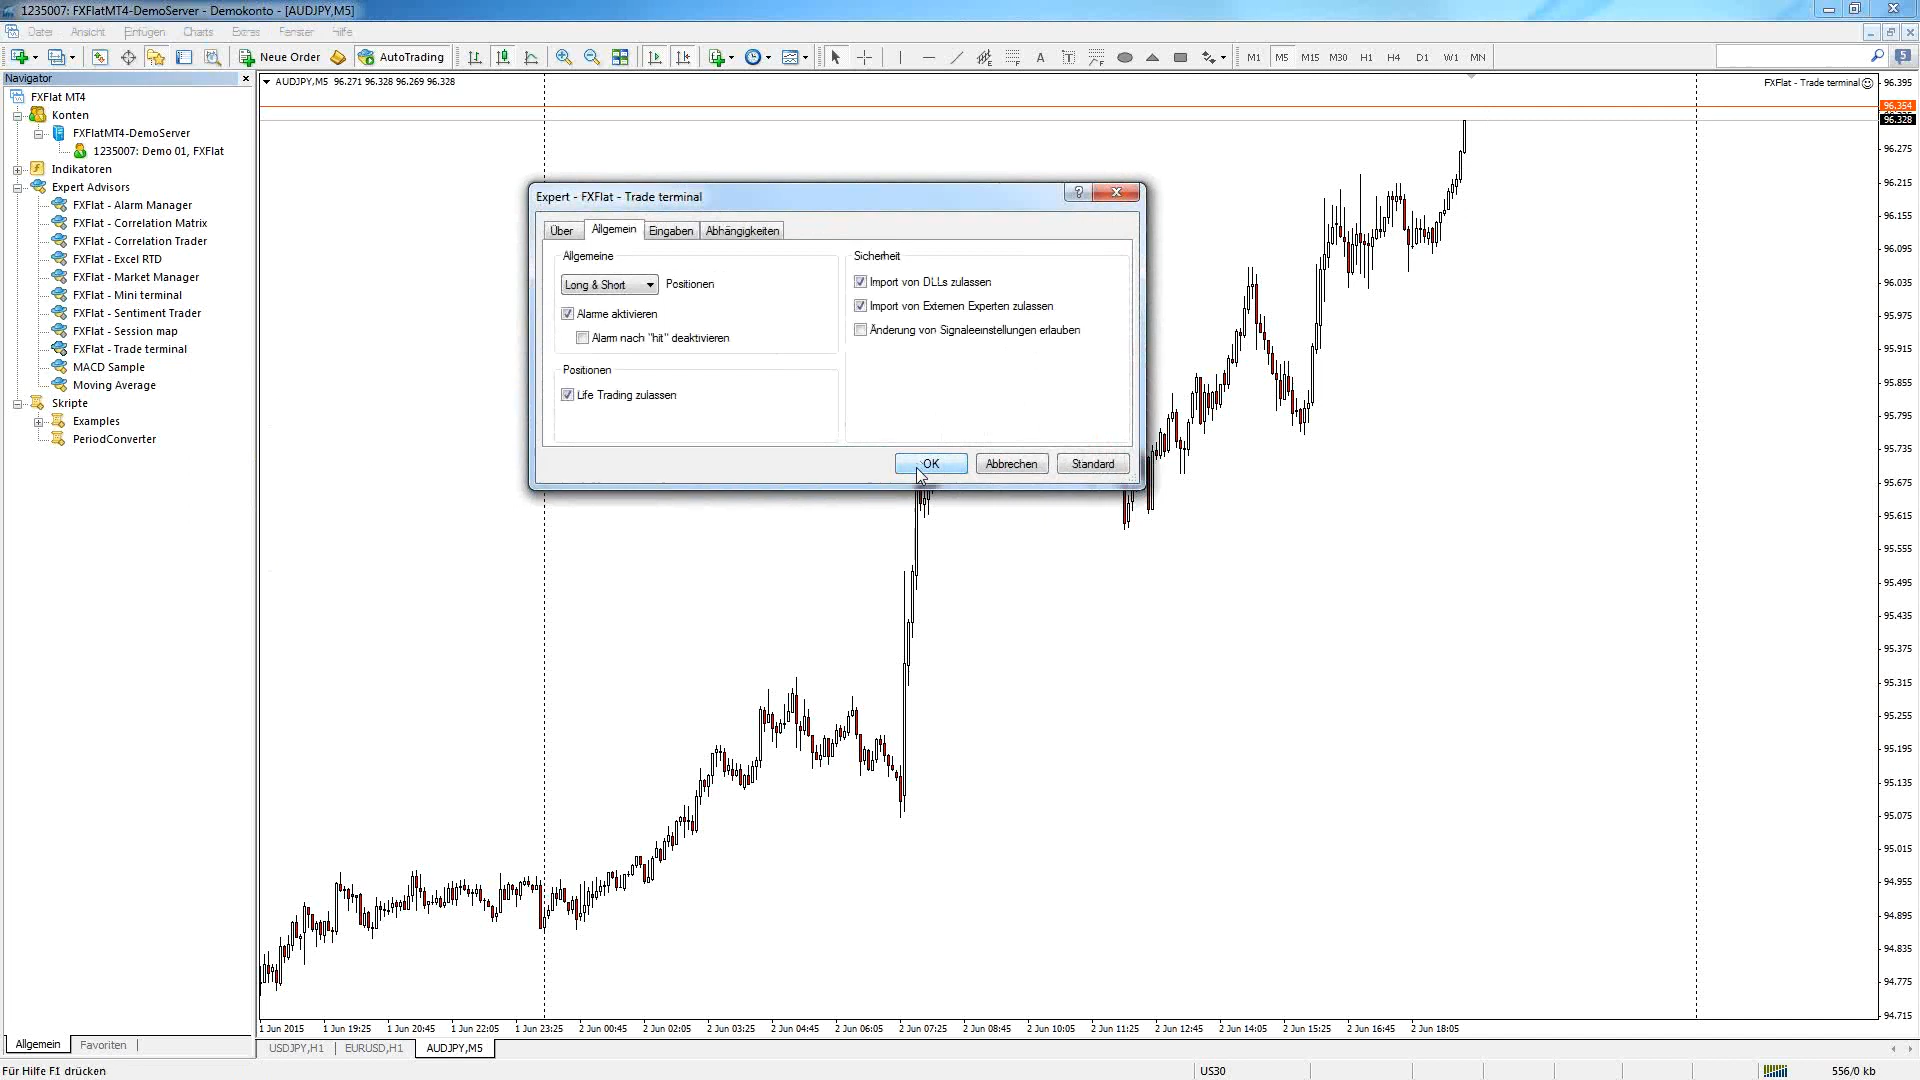 1235007: FXFlatMT4-DemoServer - Demokonto - [AUDJPY,M5]
Datei Ansicht Einfügen Charts Extras Fenster Hilfe
Neue Order AutoTrading A T M1 M5 M15 M30 H1 H4 D1 W1 MN 5
Navigator
FXFlat MT4
Konten
FXFlatMT4-DemoServer
1235007: Demo 01, FXFlat
Indikatoren
Expert Advisors
FXFlat - Alarm Manager
FXFlat - Correlation Matrix
FXFlat - Correlation Trader
FXFlat - Excel RTD
FXFlat - Market Manager
FXFlat - Mini terminal
FXFlat - Sentiment Trader
FXFlat - Session map
FXFlat - Trade terminal
MACD Sample
Moving Average
Skripte
Examples
PeriodConverter
Allgemein Favoriten
AUDJPY,M5 96.271 96.328 96.269 96.328
FXFlat - Trade terminal
Expert - FXFlat - Trade terminal
Über Allgemein Eingaben Abhängigkeiten
Allgemeine
Long & Short Positionen
Alarme aktivieren
Alarm nach "hit" deaktivieren
Positionen
Life Trading zulassen
Sicherheit
Import von DLLs zulassen
Import von Externen Experten zulassen
Änderung von Signaleeinstellungen erlauben
OK Abbrechen Standard
96.395
96.354
96.328
96.275
96.215
96.155
96.095
96.035
95.975
95.915
95.855
95.795
95.735
95.675
95.615
95.555
95.495
95.435
95.375
95.315
95.255
95.195
95.135
95.075
95.015
94.955
94.895
94.835
94.775
94.715
1 Jun 2015 1 Jun 19:25 1 Jun 20:45 1 Jun 22:05 1 Jun 23:25 2 Jun 00:45 2 Jun 02:05 2 Jun 03:25 2 Jun 04:45 2 Jun 06:05 2 Jun 07:25 2 Jun 08:45 2 Jun 10:05 2 Jun 11:25 2 Jun 12:45 2 Jun 14:05 2 Jun 15:25 2 Jun 16:45 2 Jun 18:05
USDJPY,H1 EURUSD,H1 AUDJPY,M5
Für Hilfe F1 drücken US30 556/0 kb